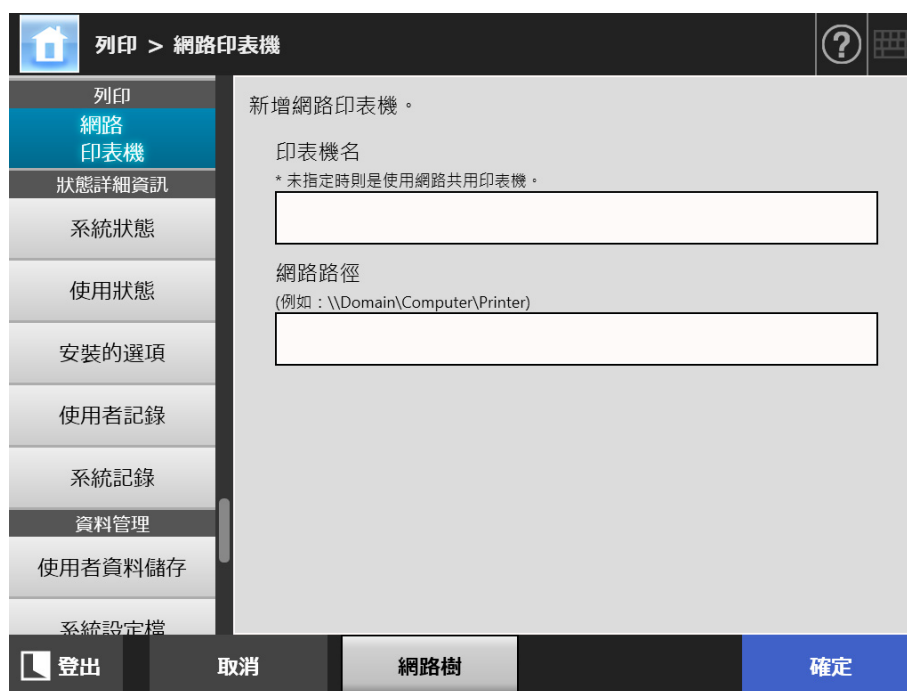 列印 > 網路印表機
?
列印
網路
印表機
狀態詳細資訊
系統狀態
使用狀態
安裝的選項
使用者記錄
系統記錄
資料管理
使用者資料儲存
系統設定檔
新增網路印表機。
印表機名
* 未指定時則是使用網路共用印表機。
網路路徑
(例如：\\Domain\Computer\Printer)
登出
取消
網路樹
確定